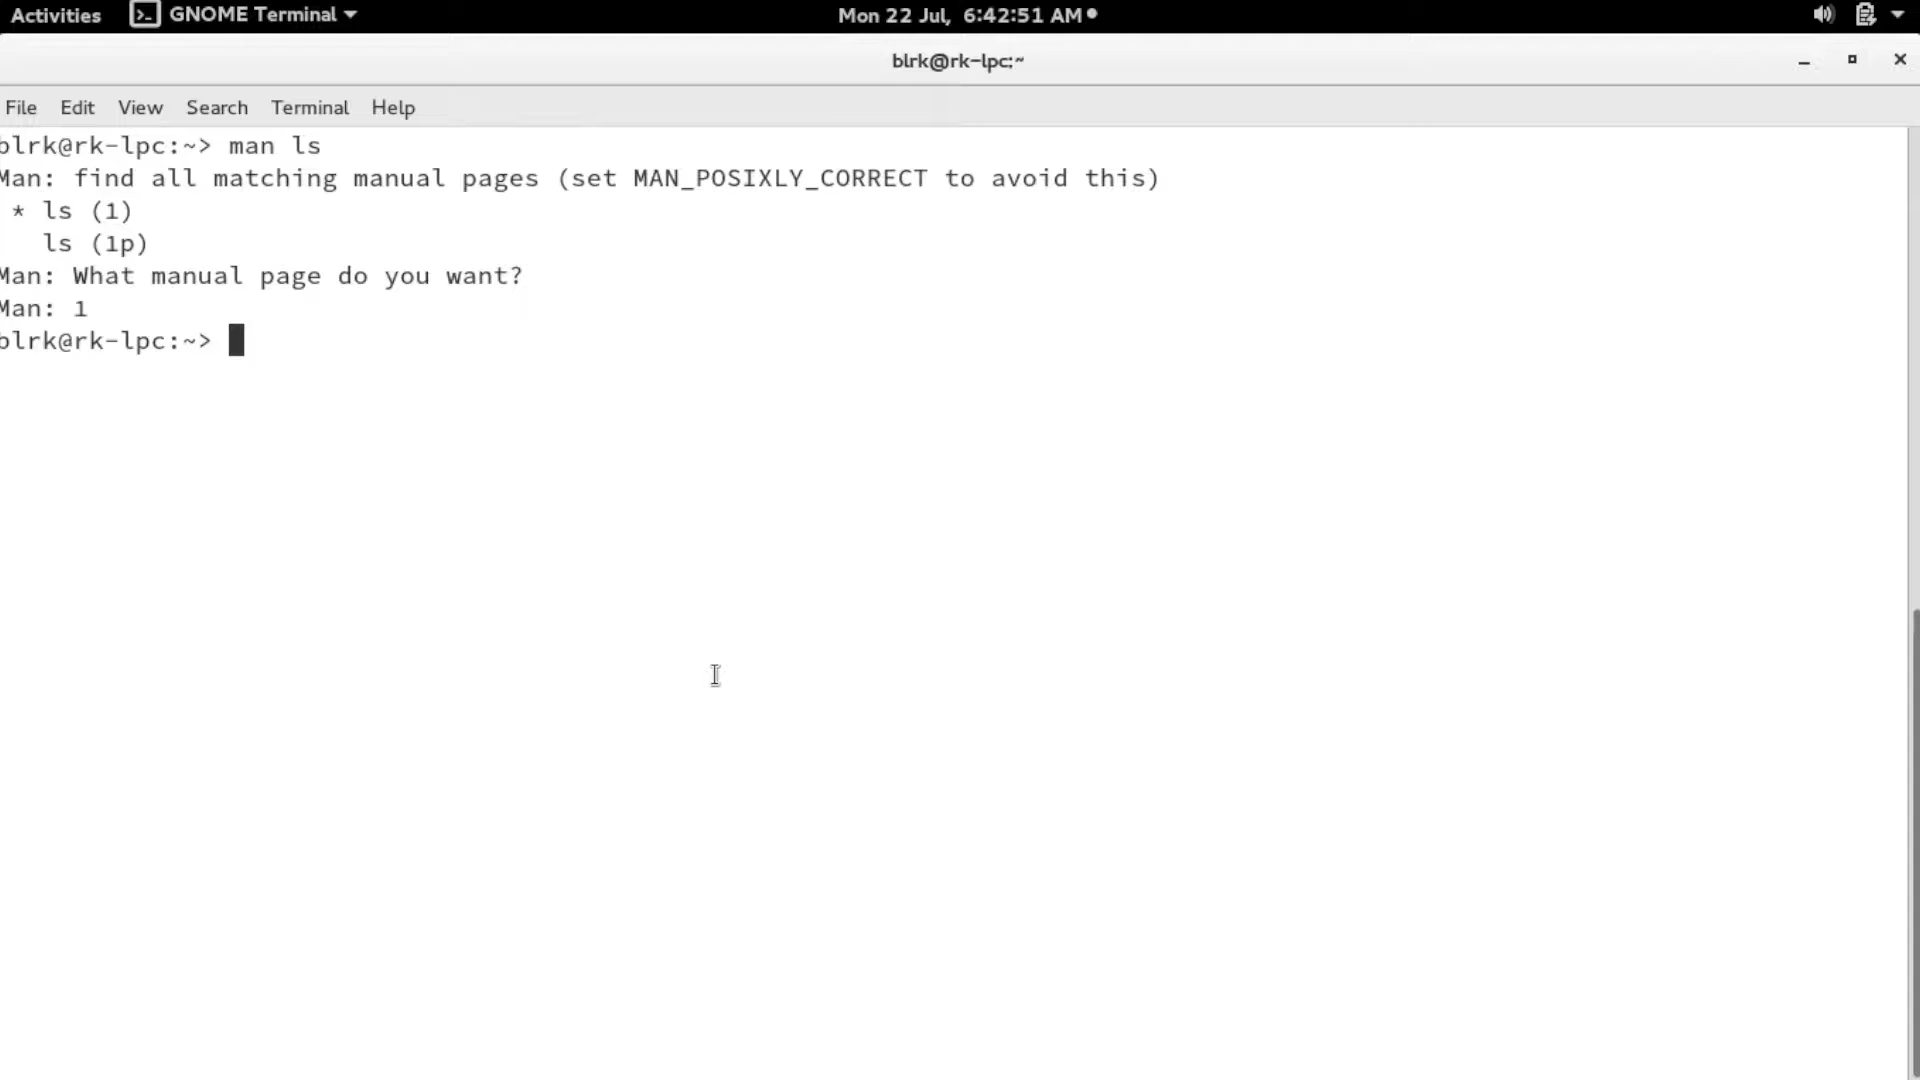 Activities GNOME Terminal Mon 22 Jul, 6:42:51 AM
blrk@rk-lpc:~
File Edit View Search Terminal Help
blrk@rk-lpc:~> man ls
Man: find all matching manual pages (set MAN_POSIXLY_CORRECT to avoid this)
* ls (1)
ls (1p)
Man: What manual page do you want?
Man: 1
blrk@rk-lpc:~>